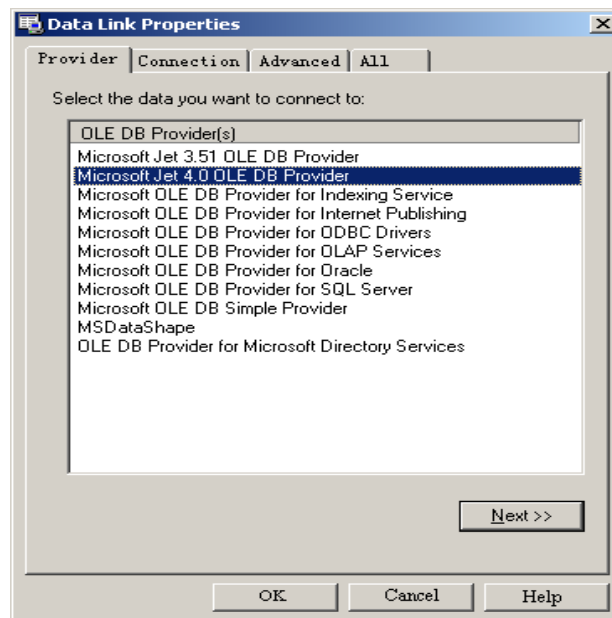 Data Link Properties
Provider Connection Advanced All
Select the data you want to connect to:
OLE DB Provider(s)
Microsoft Jet 3.51 OLE DB Provider
Microsoft Jet 4.0 OLE DB Provider
Microsoft OLE DB Provider for Indexing Service
Microsoft OLE DB Provider for Internet Publishing
Microsoft OLE DB Provider for ODBC Drivers
Microsoft OLE DB Provider for OLAP Services
Microsoft OLE DB Provider for Oracle
Microsoft OLE DB Provider for SQL Server
Microsoft OLE DB Simple Provider
MSDataShape
OLE DB Provider for Microsoft Directory Services
Next >>
OK Cancel Help